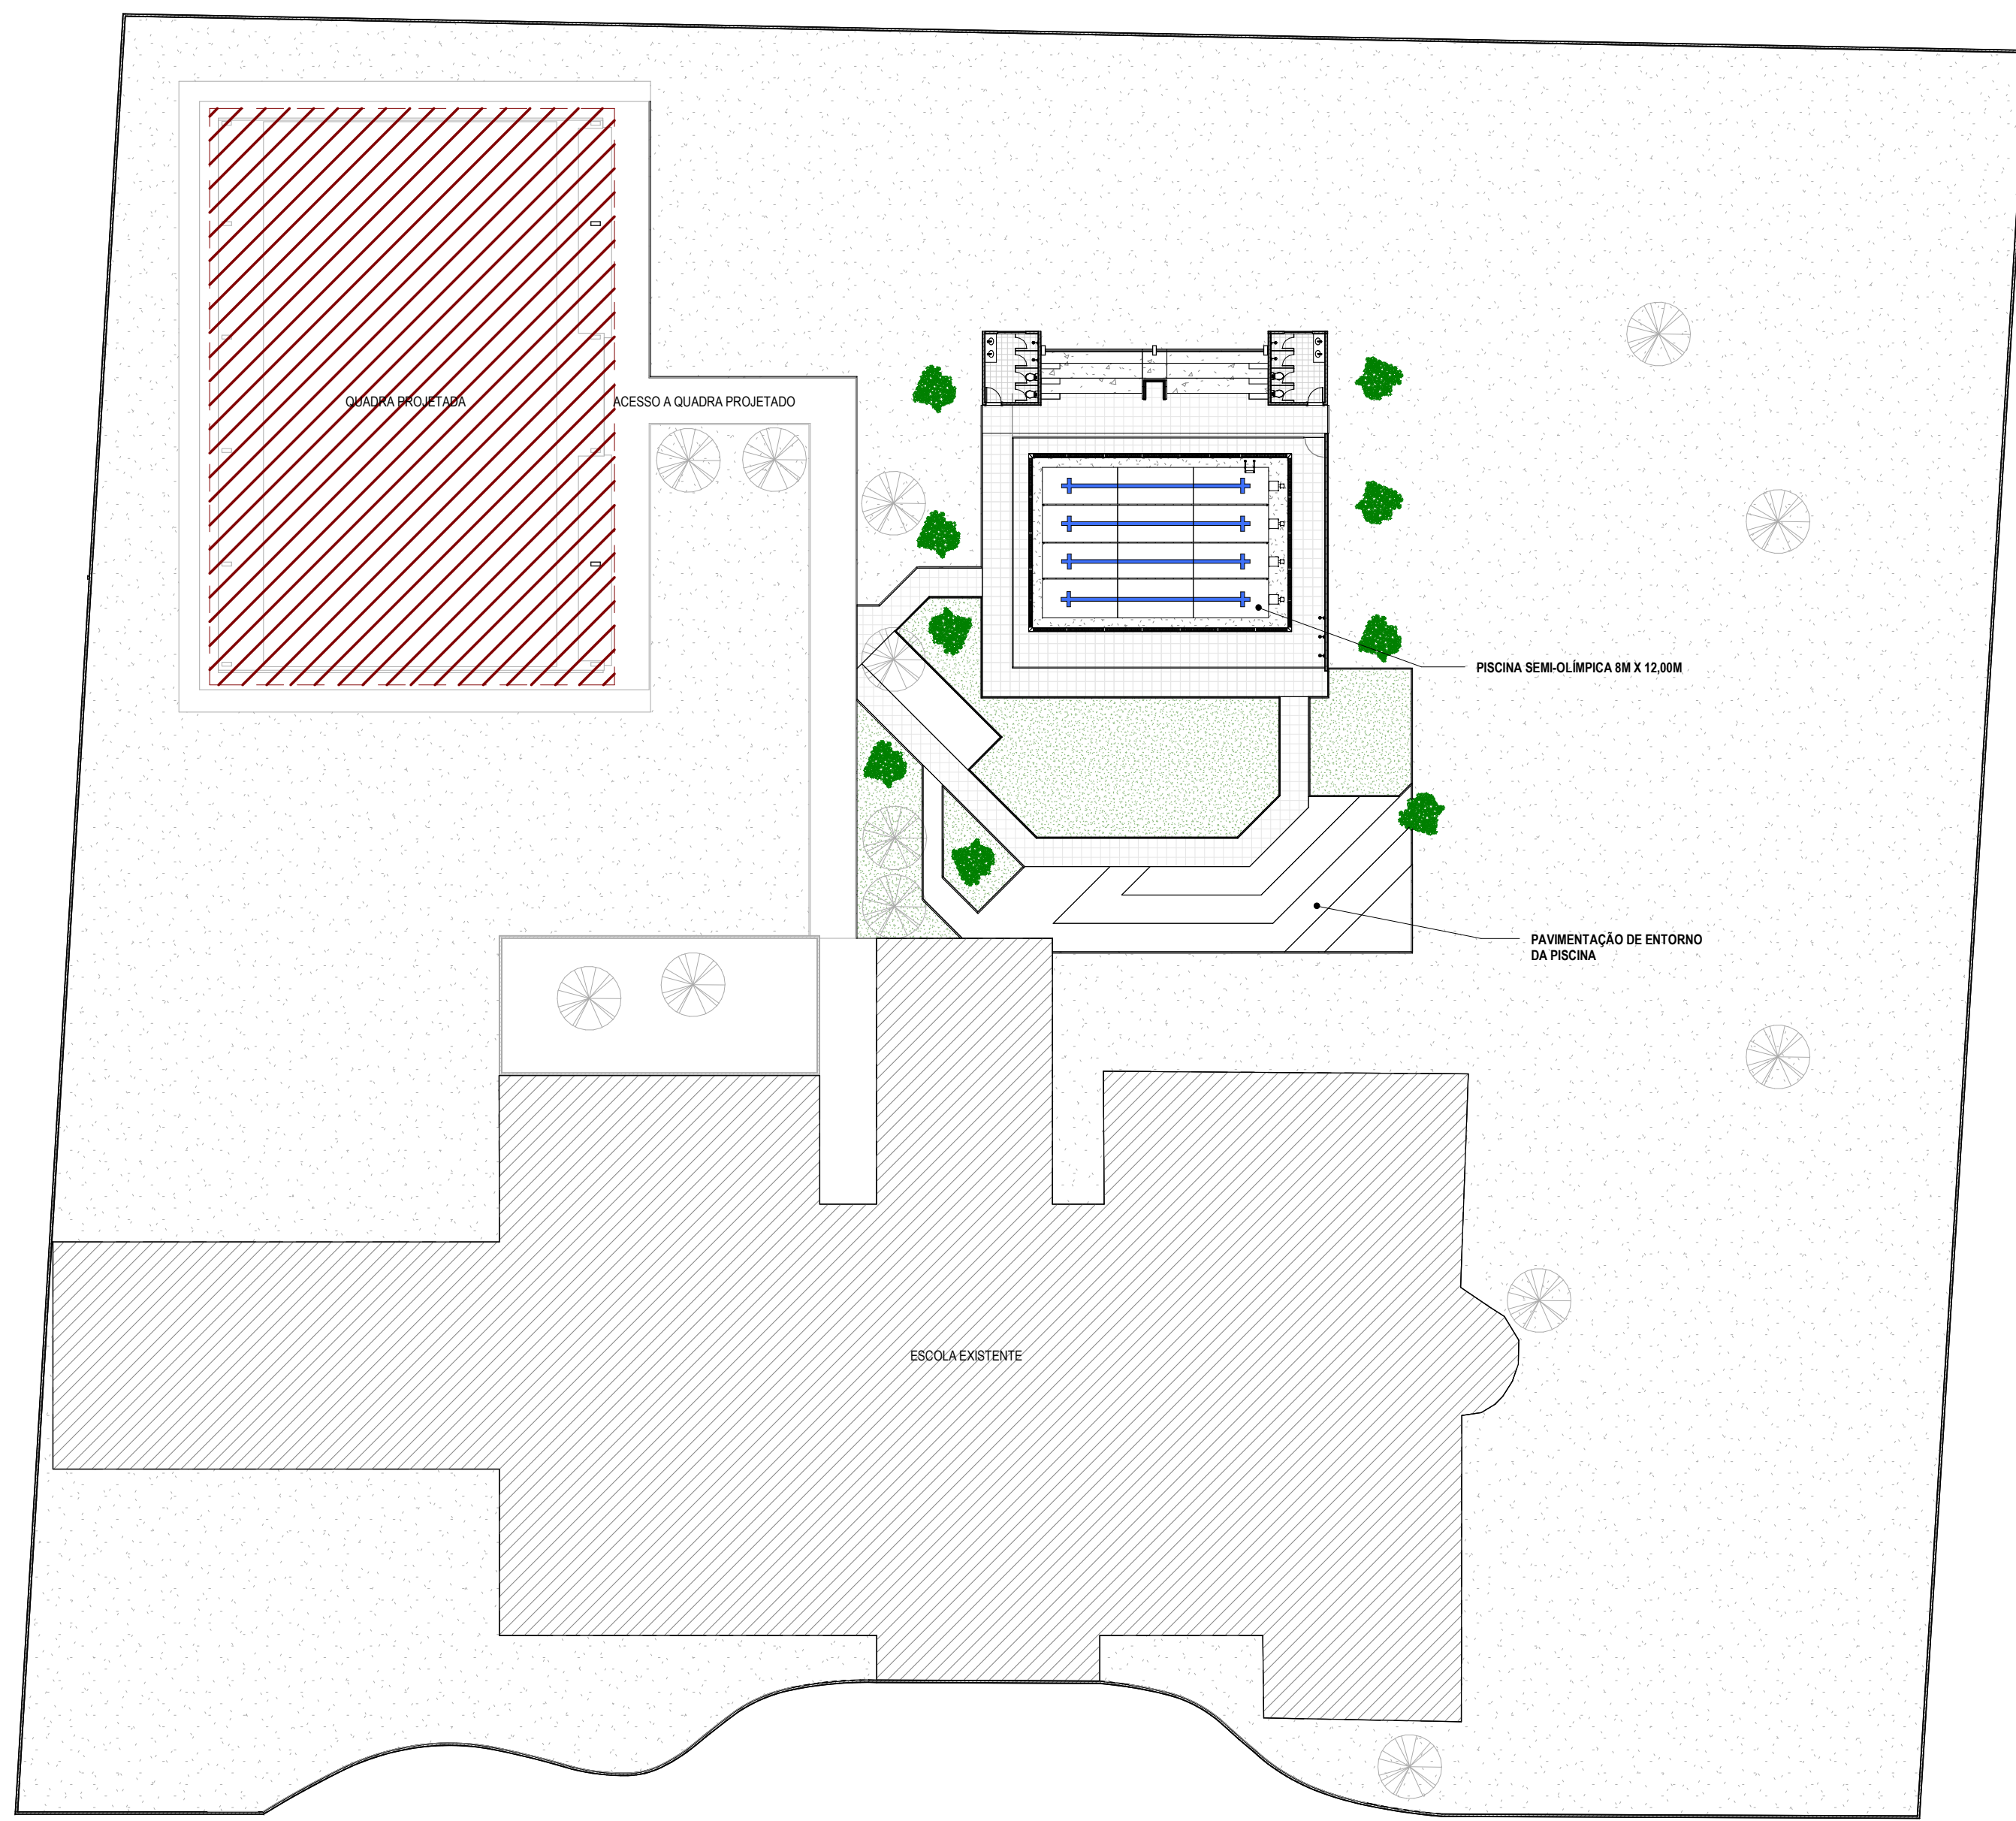 QUADRA PROJETADA
ACESSO A QUADRA PROJETADO
PISCINA SEMI-OLÍMPICA 8M X 12,00M
PAVIMENTAÇÃO DE ENTORNO
DA PISCINA
ESCOLA EXISTENTE